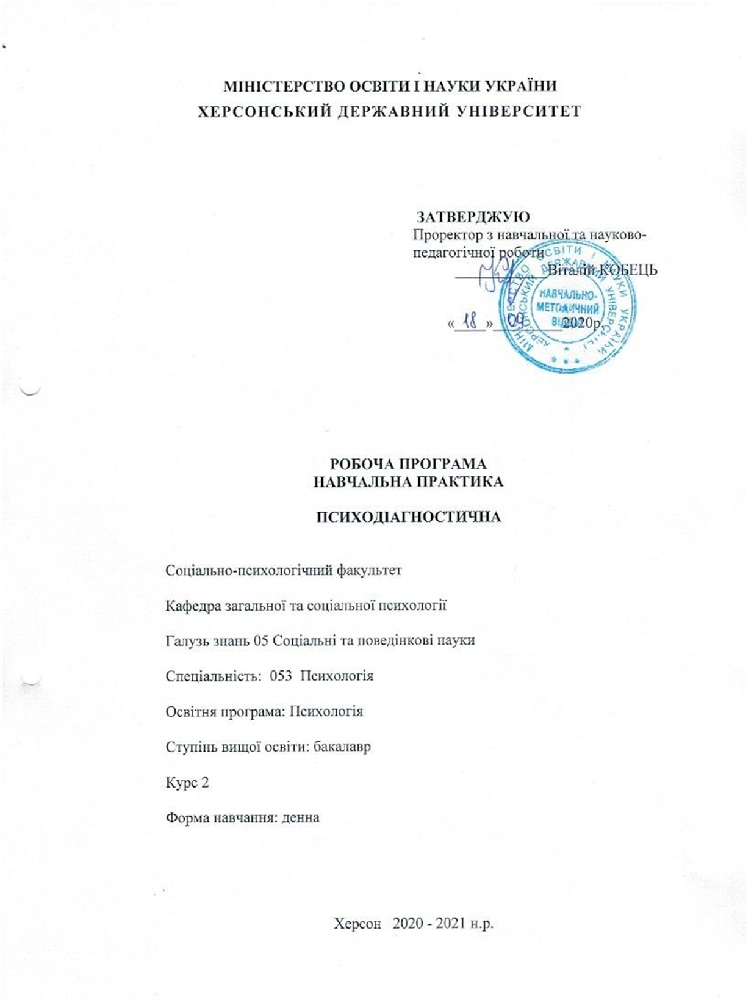 МІНІСТЕРСТВО ОСВІТИ І НАУКИ УКРАЇНИ
ХЕРСОНСЬКИЙ ДЕРЖАВНИЙ УНІВЕРСИТЕТ
ЗАТВЕРДЖУЮ
Проректор з навчальної та науково-
педагогічної роботи
Віталій КОБЕЦЬ
« 18 » 09 2020р.
МІНІСТЕРСТВО ОСВІТИ І НАУКИ УКРАЇНИ
ХЕРСОНСЬКИЙ ДЕРЖАВНИЙ УНІВЕРСИТЕТ
НАВЧАЛЬНО-
МЕТОДИЧНИЙ
ВІДДІЛ
РОБОЧА ПРОГРАМА
НАВЧАЛЬНА ПРАКТИКА
ПСИХОДІАГНОСТИЧНА
Соціально-психологічний факультет
Кафедра загальної та соціальної психології
Галузь знань 05 Соціальні та поведінкові науки
Спеціальність: 053 Психологія
Освітня програма: Психологія
Ступінь вищої освіти: бакалавр
Курс 2
Форма навчання: денна
Херсон 2020 - 2021 н.р.